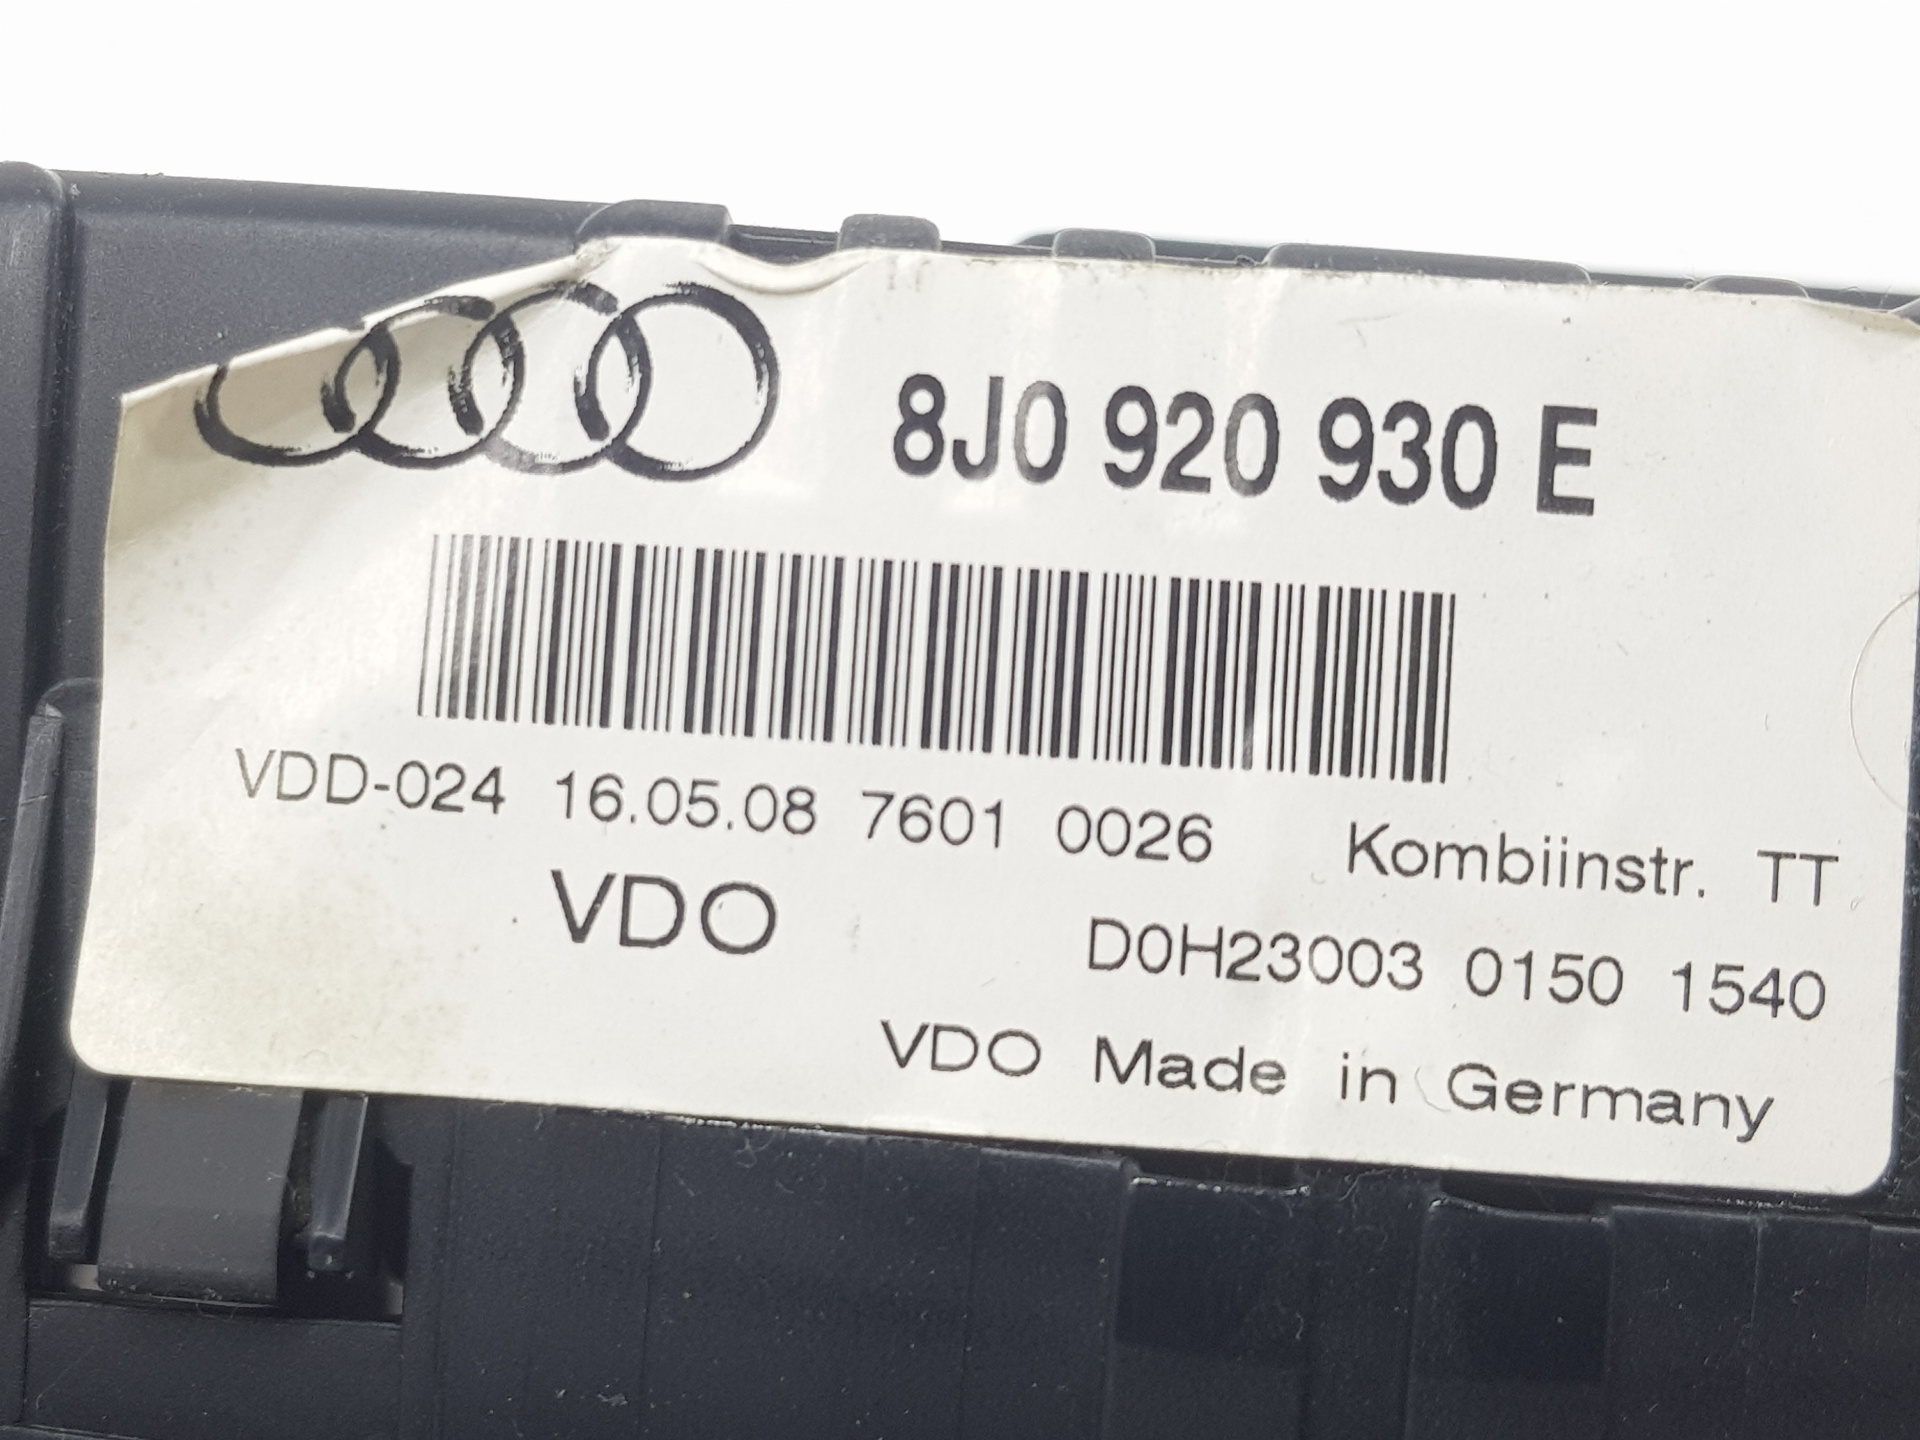 8J0 920 930 E
VDD-024 16.05.08 7601 0026 Kombiinstr. TT
VDO D0H23003 0150 1540
VDO Made in Germany